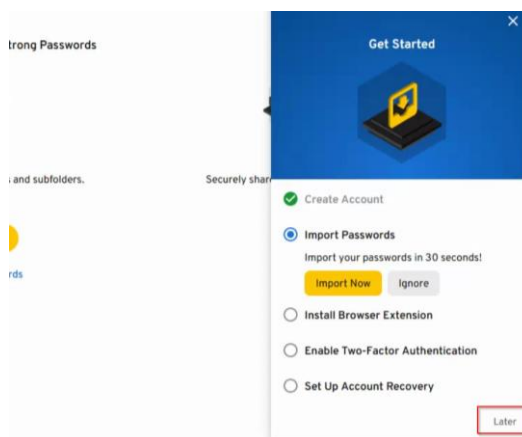 trong Passwords
Get Started
s and subfolders.
Securely shar
Create Account
Import Passwords
Import your passwords in 30 seconds!
Import Now
Ignore
rds
Install Browser Extension
Enable Two-Factor Authentication
Set Up Account Recovery
Later